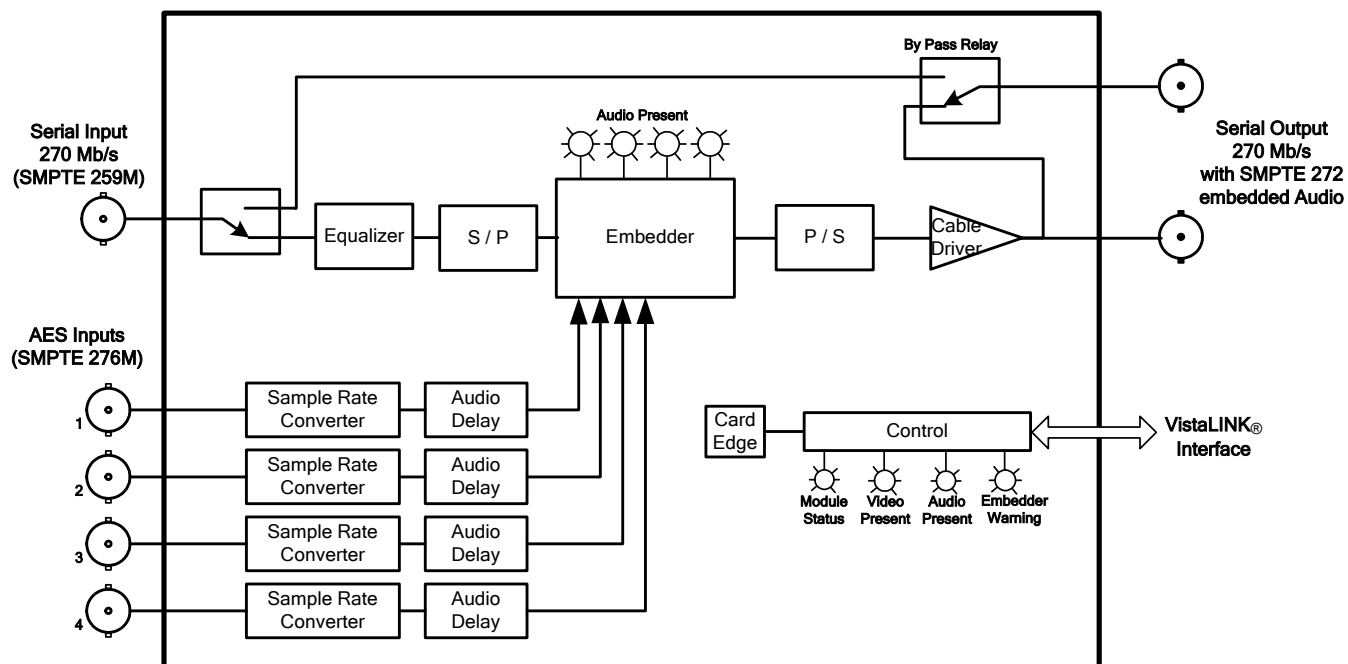 By Pass Relay
Audio Present
Serial Input
270 Mb/s
(SMPTE 259M)
Serial Output
270 Mb/s
with SMPTE 272
embedded Audio
Equalizer
S / P
Embedder
P / S
Cable
Driver
AES Inputs
(SMPTE 276M)
1
Sample Rate
Converter
Audio
Delay
2
Sample Rate
Converter
Audio
Delay
3
Sample Rate
Converter
Audio
Delay
4
Sample Rate
Converter
Audio
Delay
Card
Edge
Control
VistaLINK®
Interface
Module
Status
Video
Present
Audio
Present
Embedder
Warning